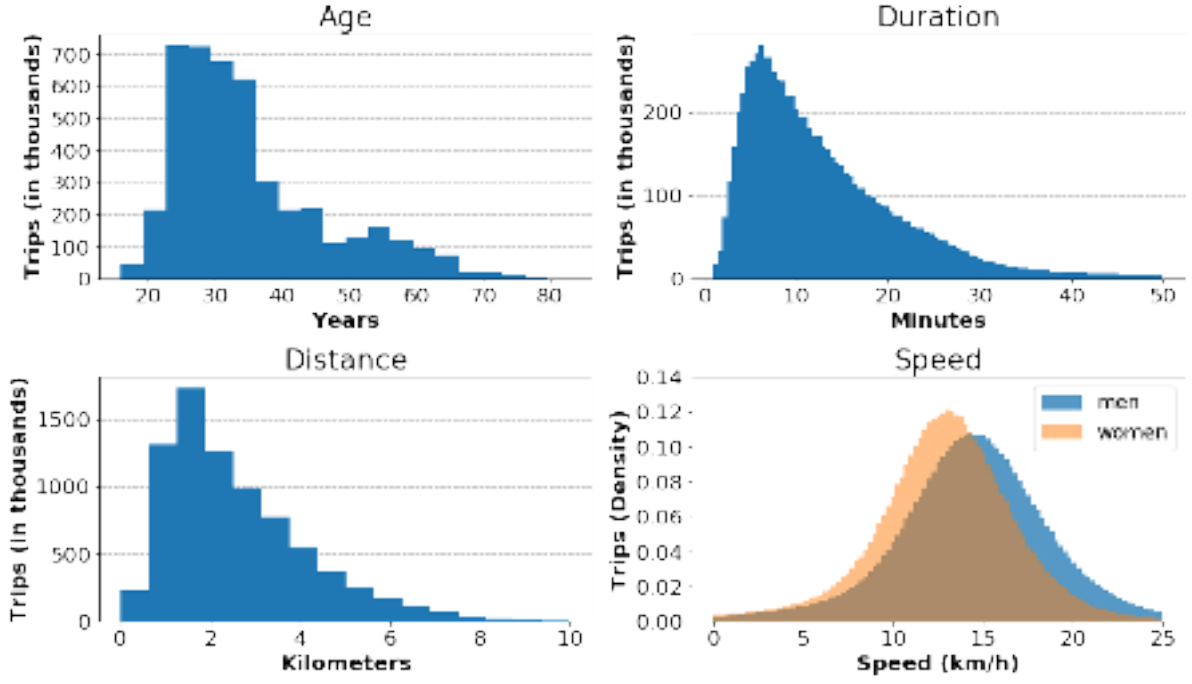 Age
Trips (in thousands)
700
600
500
400
300
200
100
0
20 30 40 50 60 70 80
Years
Duration
Trips (in thousands)
200
100
0
0 10 20 30 40 50
Minutes
Distance
Trips (in thousands)
1500
1000
500
0
0 2 4 6 8 10
Kilometers
Speed
Trips (Density)
0.14
0.12
0.10
0.08
0.06
0.04
0.02
0.00
0 5 10 15 20 25
Speed (km/h)
men
women